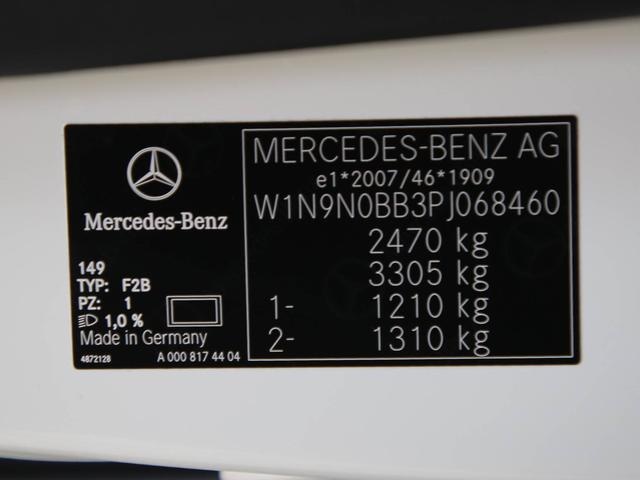 Mercedes-Benz
149
TYP: F2B
PZ: 1
1,0 %
Made in Germany
4872128 A 000 817 44 04
MERCEDES-BENZ AG
e1*2007/46*1909
W1N9N0BB3PJ068460
2470 kg
3305 kg
1- 1210 kg
2- 1310 kg